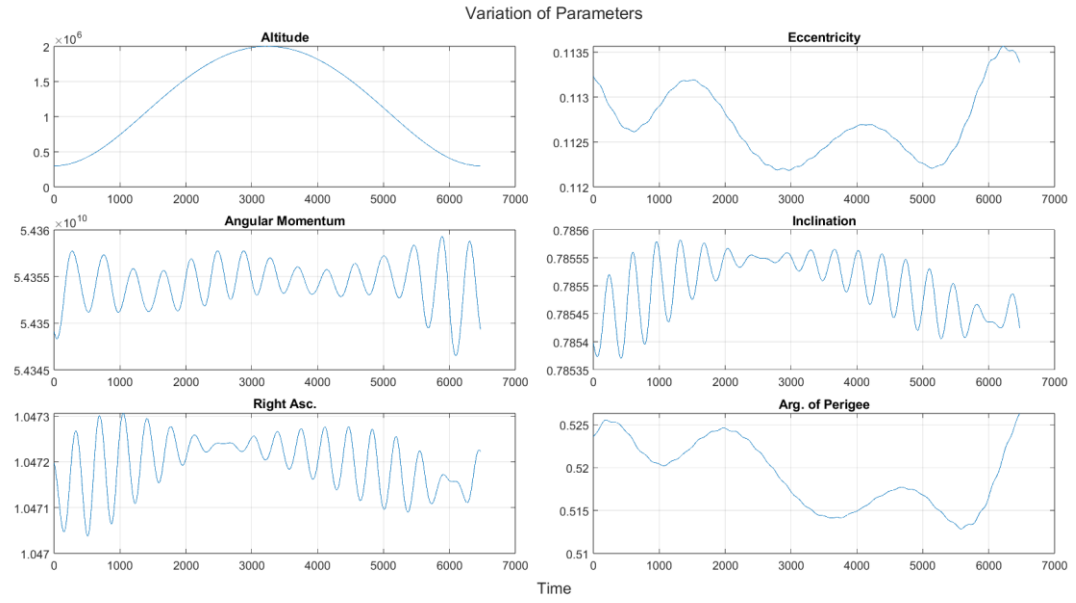 Variation of Parameters
Altitude
×10⁶
2
1.5
1
0.5
0
0 1000 2000 3000 4000 5000 6000 7000
Eccentricity
0.1135
0.113
0.1125
0.112
0 1000 2000 3000 4000 5000 6000 7000
Angular Momentum
×10¹⁰
5.436
5.4355
5.435
5.4345
0 1000 2000 3000 4000 5000 6000 7000
Inclination
0.7856
0.78555
0.7855
0.78545
0.7854
0.78535
0 1000 2000 3000 4000 5000 6000 7000
Right Asc.
1.0473
1.0472
1.0471
1.047
0 1000 2000 3000 4000 5000 6000 7000
Arg. of Perigee
0.525
0.52
0.515
0.51
0 1000 2000 3000 4000 5000 6000 7000
Time